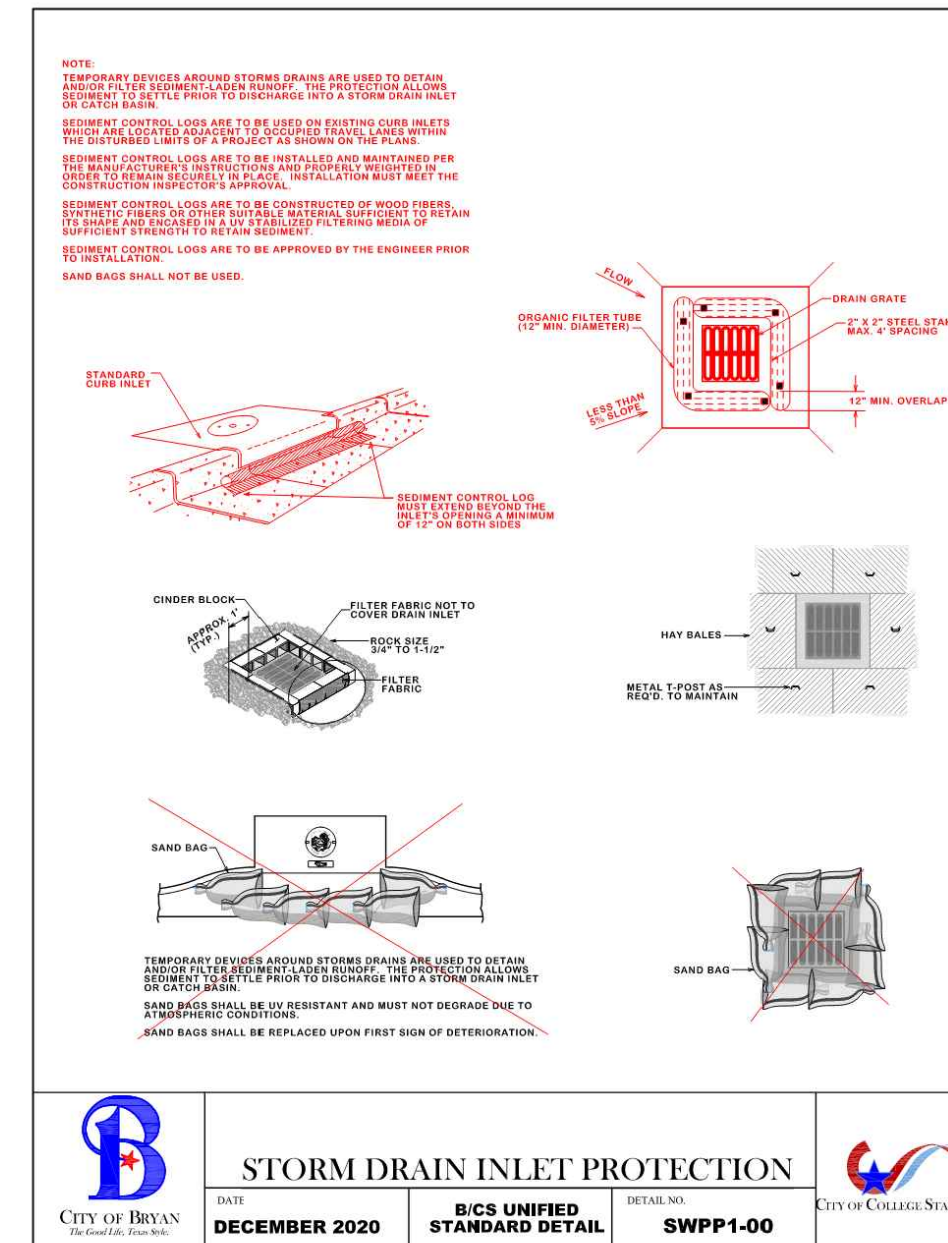 NOTE:
TEMPORARY DEVICES AROUND STORMS DRAINS ARE USED TO DETAIN
AND/OR FILTER SEDIMENT-LADEN RUNOFF. THE PROTECTION ALLOWS
SEDIMENT TO SETTLE PRIOR TO DISCHARGE INTO A STORM DRAIN INLET
OR CATCH BASIN.
SEDIMENT CONTROL LOGS ARE TO BE USED ON EXISTING CURB INLETS
WHICH ARE LOCATED ADJACENT TO OCCUPIED TRAVEL LANES WITHIN
THE DISTURBED LIMITS OF A PROJECT AS SHOWN ON THE PLANS.
SEDIMENT CONTROL LOGS ARE TO BE INSTALLED AND MAINTAINED PER
THE MANUFACTURER'S INSTRUCTIONS AND PROPERLY WEIGHTED IN
ORDER TO REMAIN SECURELY IN PLACE. INSTALLATION MUST MEET THE
CONSTRUCTION INSPECTOR'S APPROVAL.
SEDIMENT CONTROL LOGS ARE TO BE CONSTRUCTED OF WOOD FIBERS,
SYNTHETIC FIBERS OR OTHER SUITABLE MATERIAL SUFFICIENT TO RETAIN
ITS SHAPE AND ENCASED IN A UV STABILIZED FILTERING MEDIA OF
SUFFICIENT STRENGTH TO RETAIN SEDIMENT.
SEDIMENT CONTROL LOGS ARE TO BE APPROVED BY THE ENGINEER PRIOR
TO INSTALLATION.
SAND BAGS SHALL NOT BE USED.
FLOW
ORGANIC FILTER TUBE
(12" MIN. DIAMETER)
DRAIN GRATE
2" X 2" STEEL STA
MAX. 4' SPACING
12" MIN. OVERLAP
LESS THAN
5% SLOPE
STANDARD
CURB INLET
SEDIMENT CONTROL LOG
MUST EXTEND BEYOND THE
INLET'S OPENING A MINIMUM
OF 12" ON BOTH SIDES
CINDER BLOCK
APPROX. 1'
(TYP.)
FILTER FABRIC NOT TO
COVER DRAIN INLET
ROCK SIZE
3/4" TO 1-1/2"
FILTER
FABRIC
HAY BALES
METAL T-POST AS
REQ'D. TO MAINTAIN
SAND BAG
TEMPORARY DEVICES AROUND STORMS DRAINS ARE USED TO DETAIN
AND/OR FILTER SEDIMENT-LADEN RUNOFF. THE PROTECTION ALLOWS
SEDIMENT TO SETTLE PRIOR TO DISCHARGE INTO A STORM DRAIN INLET
OR CATCH BASIN.
SAND BAGS SHALL BE UV RESISTANT AND MUST NOT DEGRADE DUE TO
ATMOSPHERIC CONDITIONS.
SAND BAGS SHALL BE REPLACED UPON FIRST SIGN OF DETERIORATION.
SAND BAG
B
CITY OF BRYAN
The Good Life, Texas Style.
STORM DRAIN INLET PROTECTION
DATE
DECEMBER 2020
B/CS UNIFIED
STANDARD DETAIL
DETAIL NO.
SWPP1-00
CITY OF COLLEGE STA